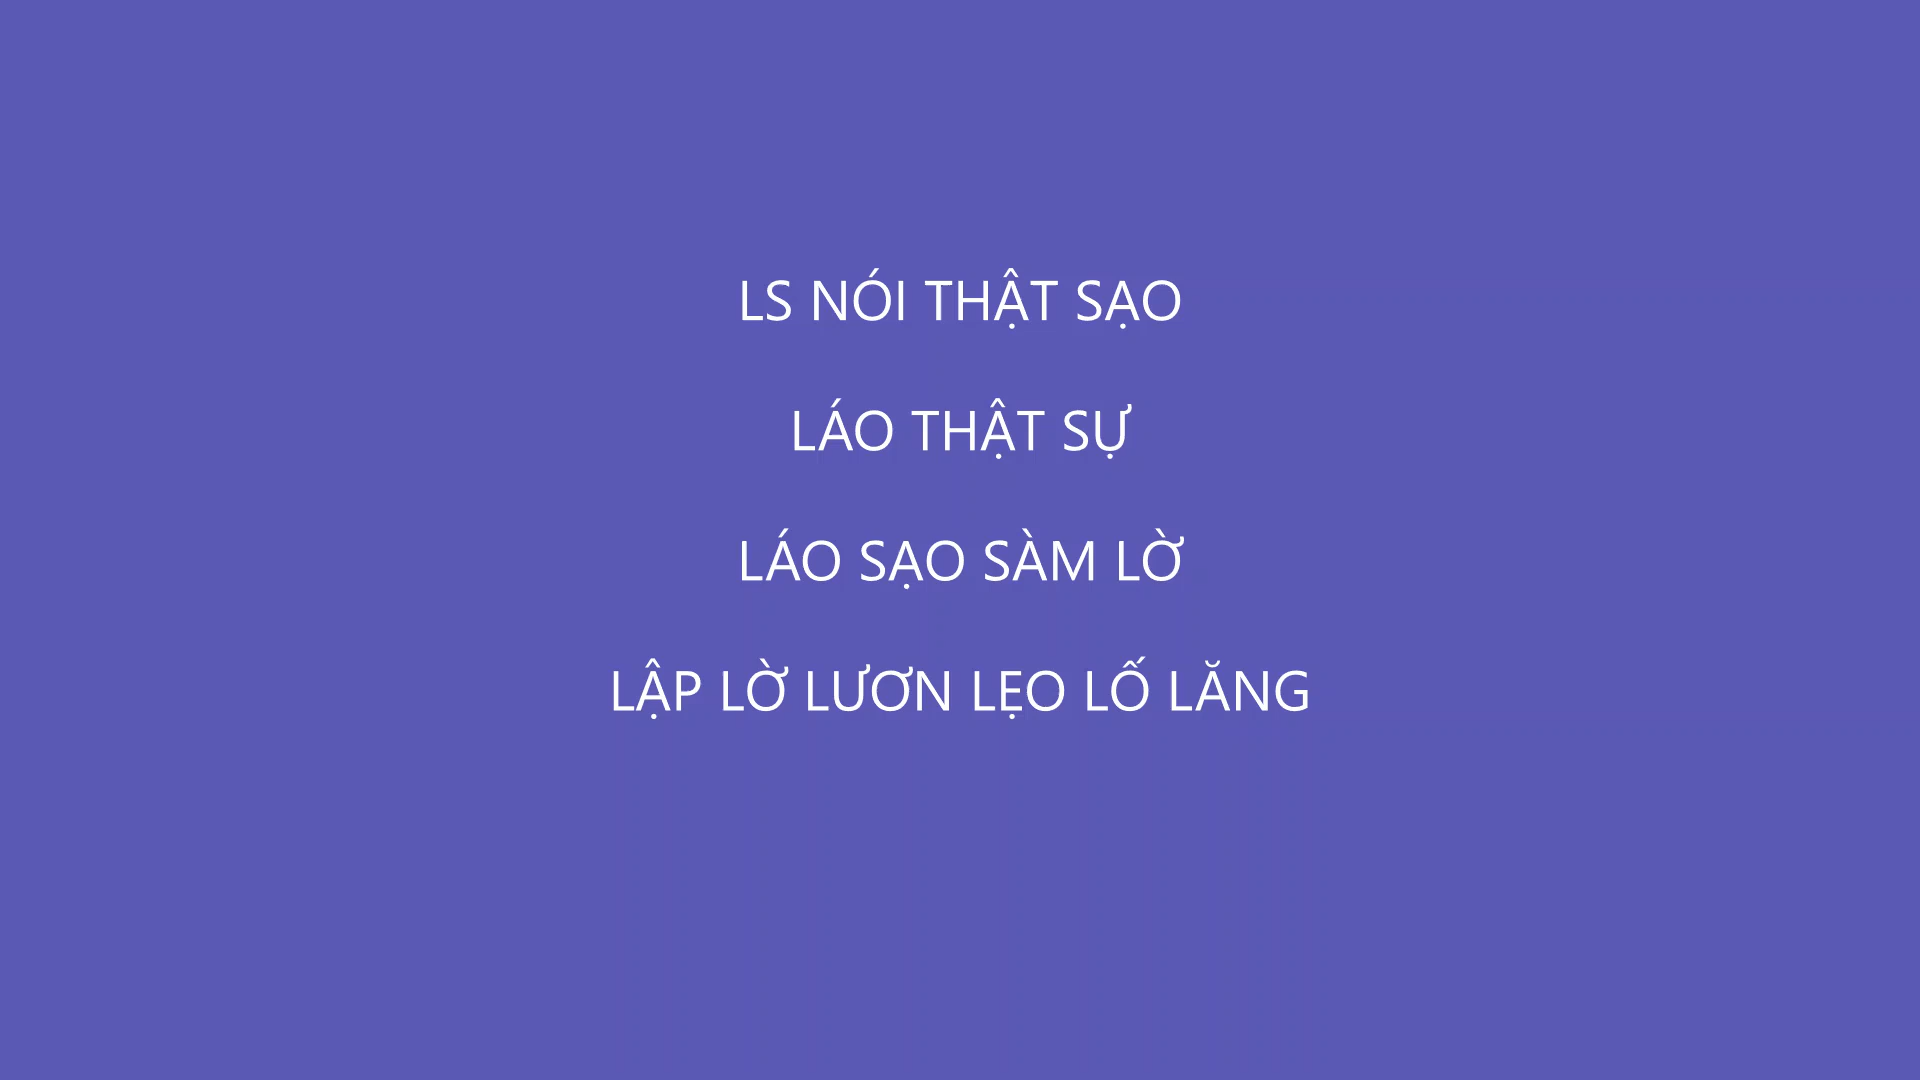 LS NÓI THẬT SẠO
LÁO THẬT SỰ
LÁO SẠO SÀM LỜ
LẬP LỜ LƯƠN LẸO LỐ LĂNG